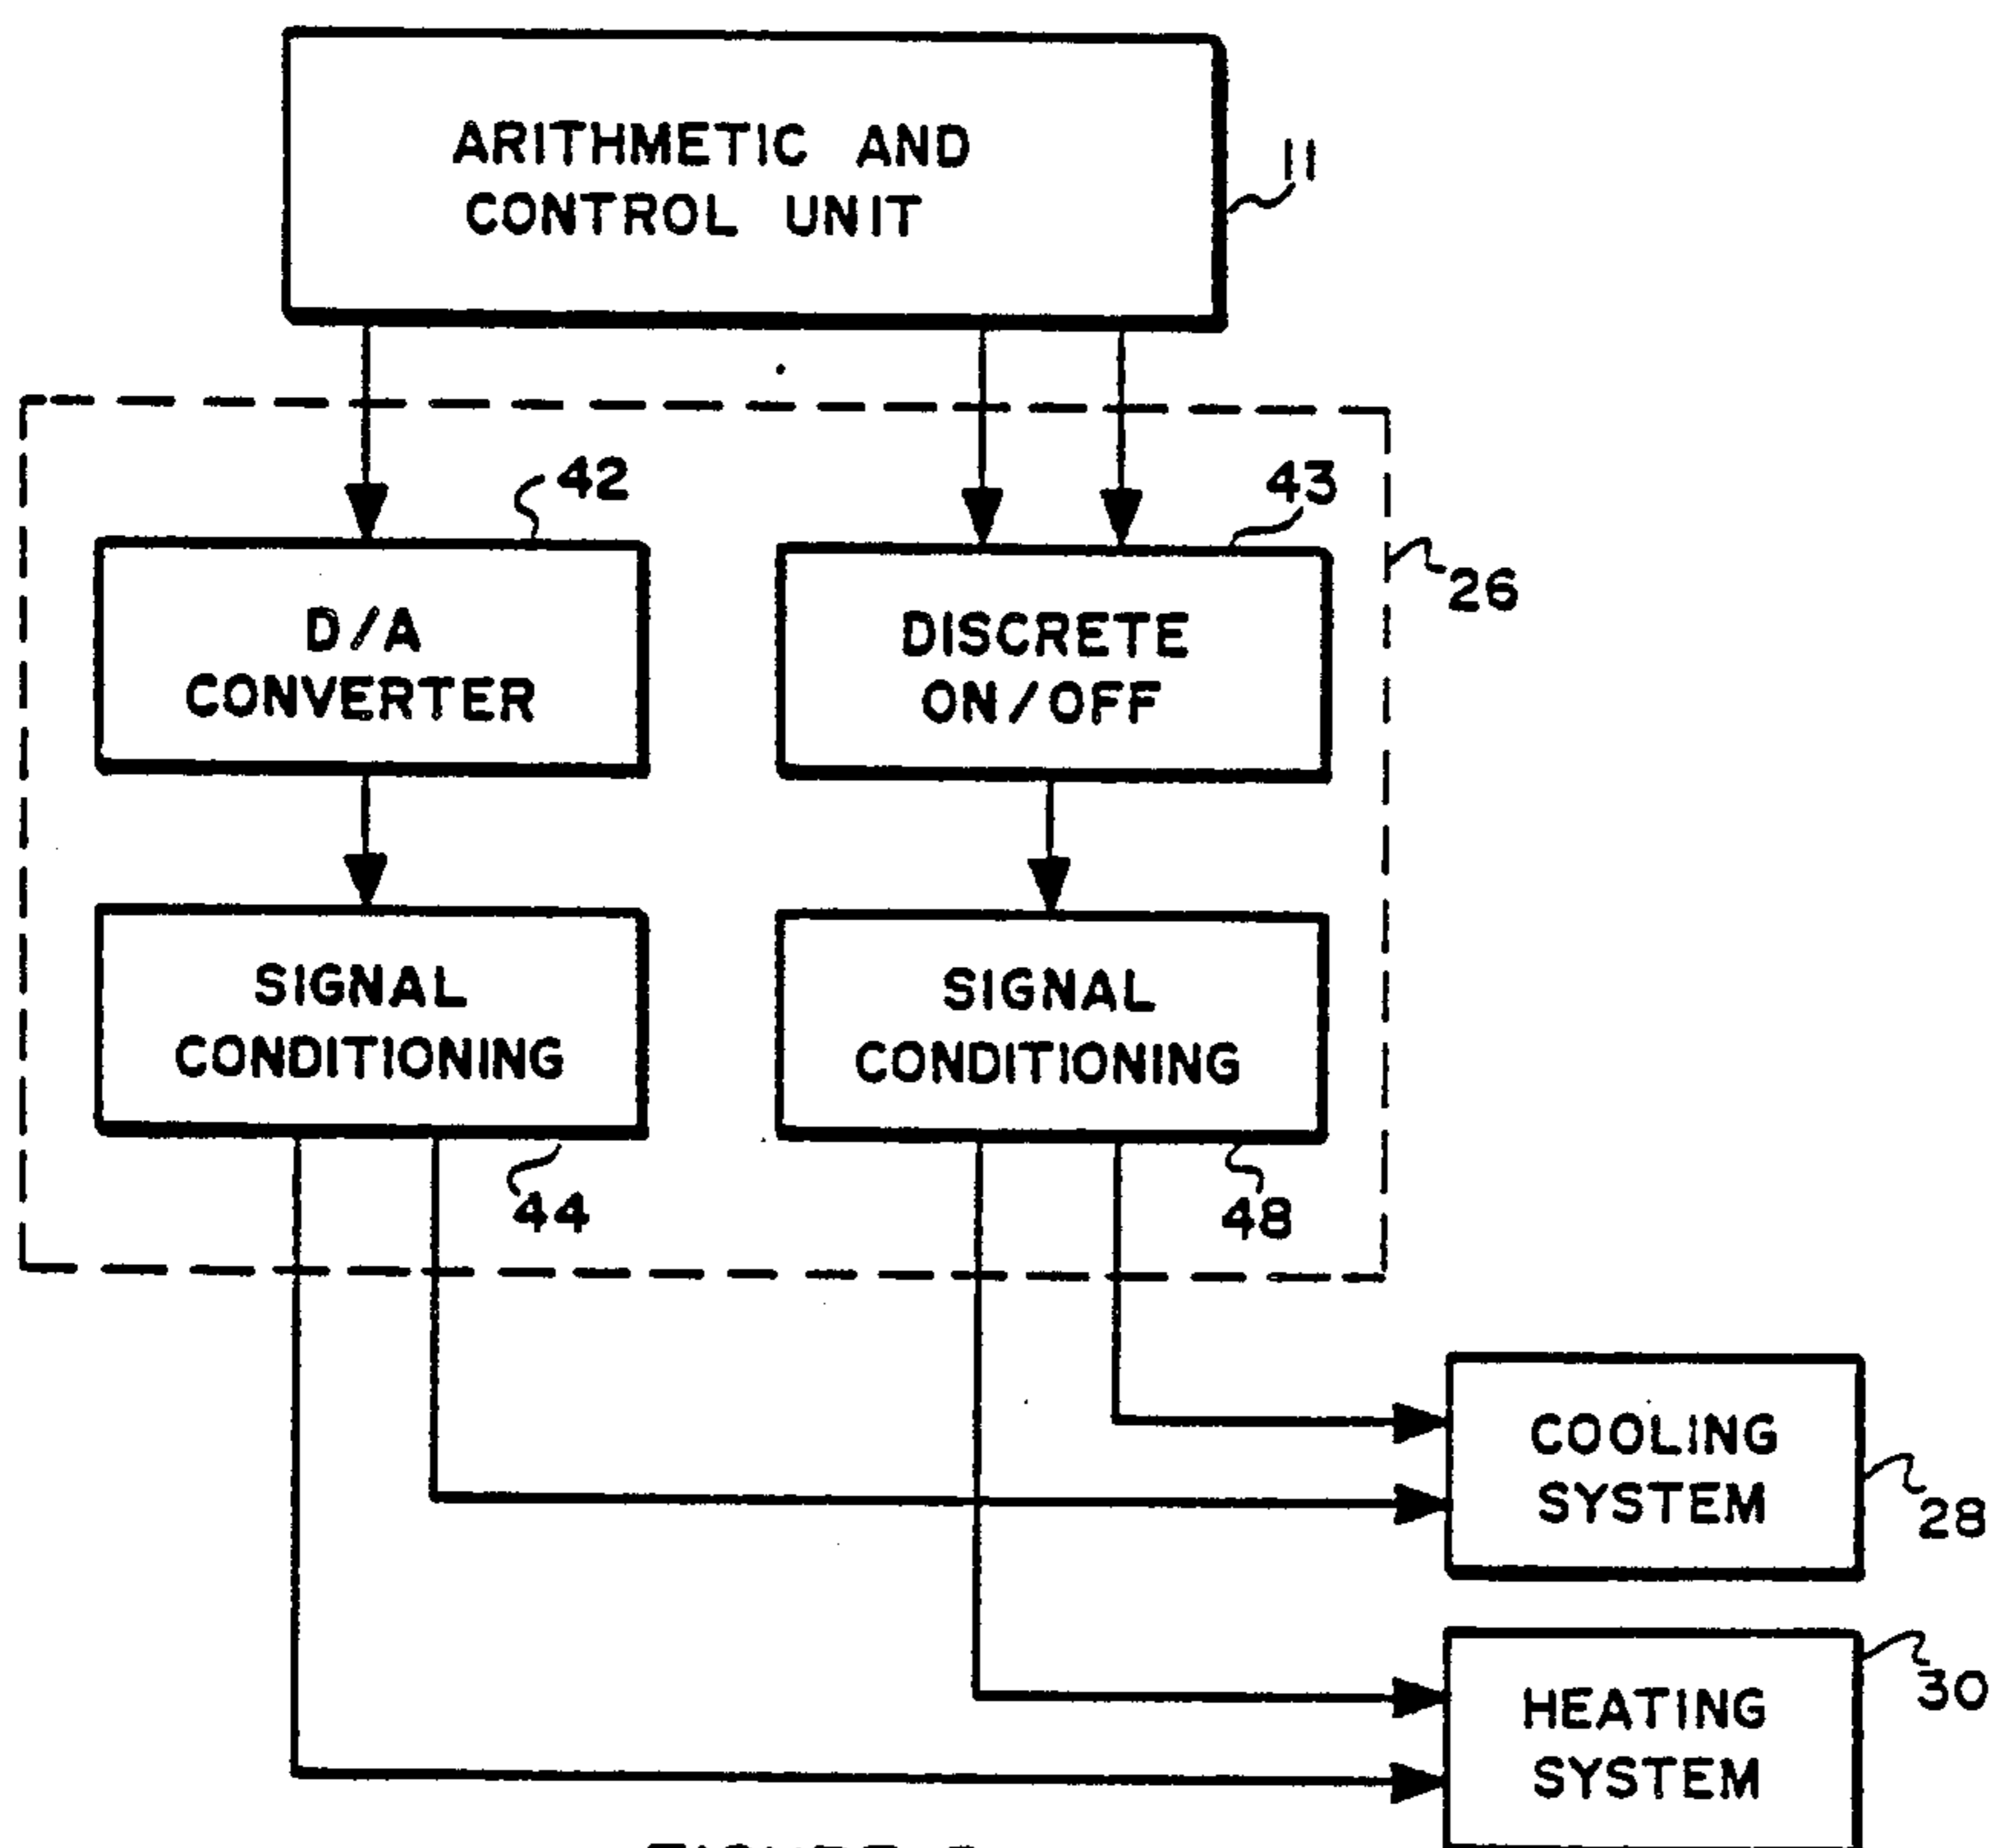 ARITHMETIC AND
CONTROL UNIT
11
42
43
26
D/A
CONVERTER
DISCRETE
ON/OFF
SIGNAL
CONDITIONING
SIGNAL
CONDITIONING
44
48
COOLING
SYSTEM
28
30
HEATING
SYSTEM